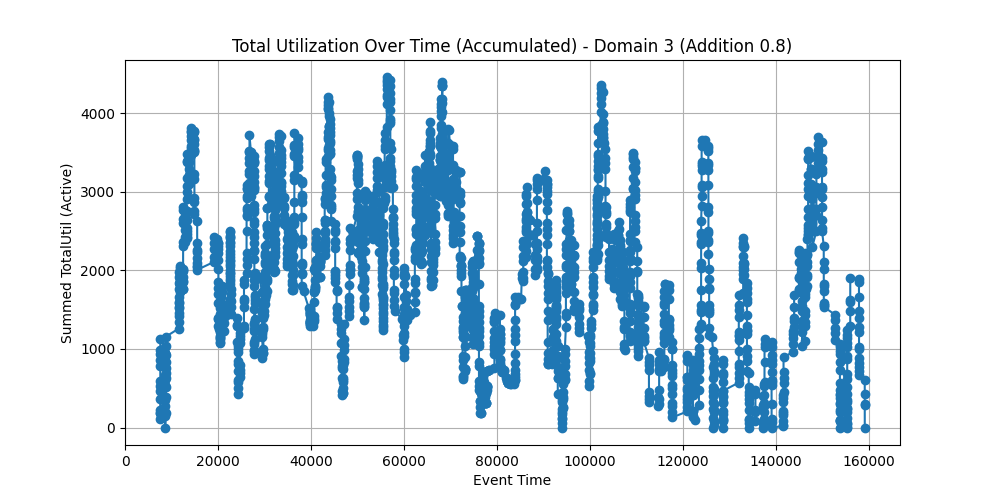 Total Utilization Over Time (Accumulated) - Domain 3 (Addition 0.8)
Summed TotalUtil (Active)
4000
3000
2000
1000
0
0 20000 40000 60000 80000 100000 120000 140000 160000
Event Time